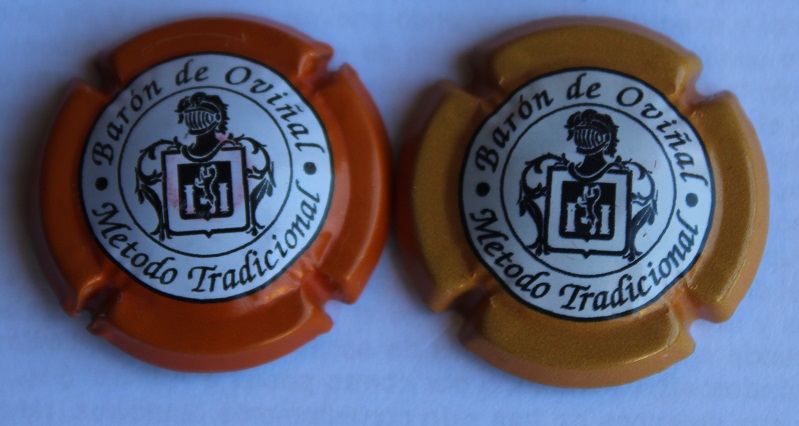 Barón de Oviñal
Metodo Tradicional
Barón de Oviñal
Metodo Tradicional